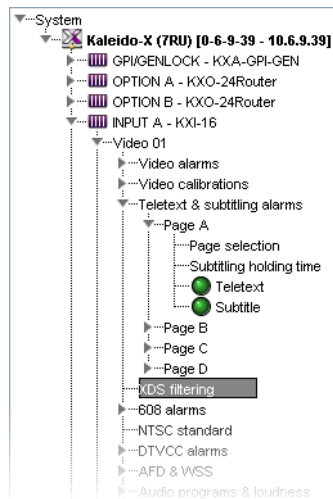 System
Kaleido-X (7RU) [0-6-9-39 - 10.6.9.39]
GPI/GENLOCK - KXA-GPI-GEN
OPTION A - KXO-24Router
OPTION B - KXO-24Router
INPUT A - KXI-16
Video 01
Video alarms
Video calibrations
Teletext & subtitling alarms
Page A
Page selection
Subtitling holding time
Teletext
Subtitle
Page B
Page C
Page D
XDS filtering
608 alarms
NTSC standard
DTVCC alarms
AFD & WSS
Audio programs & loudness